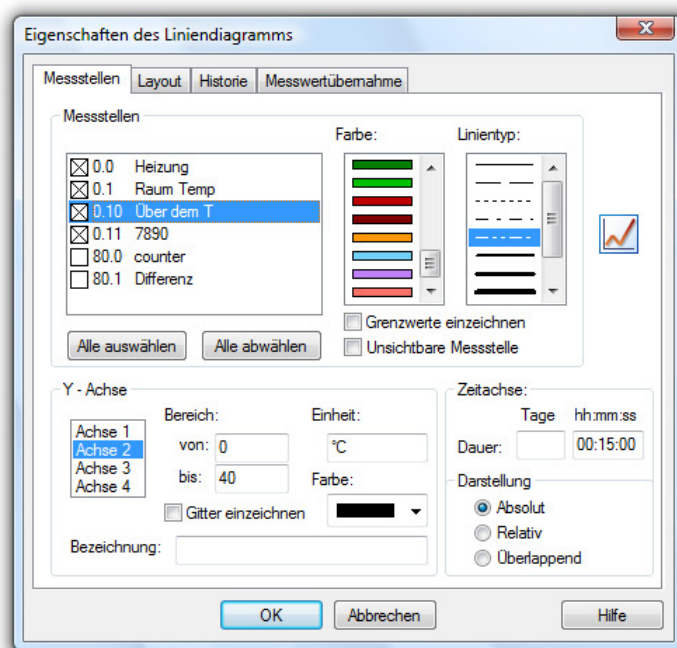 Eigenschaften des Liniendiagramms
Messstellen Layout Historie Messwertübernahme
Messstellen
Farbe: Linientyp:
0.0 Heizung
0.1 Raum Temp
0.10 Über dem T
0.11 7890
80.0 counter
80.1 Differenz
Grenzwerte einzeichnen
Alle auswählen Alle abwählen Unsichtbare Messstelle
Y - Achse
Achse 1
Achse 2
Achse 3
Achse 4
Bereich: Einheit:
von: 0 °C
bis: 40 Farbe:
Gitter einzeichnen
Bezeichnung:
Zeitachse:
Tage hh:mm:ss
Dauer: 00:15:00
Darstellung
Absolut
Relativ
Überlappend
OK Abbrechen Hilfe